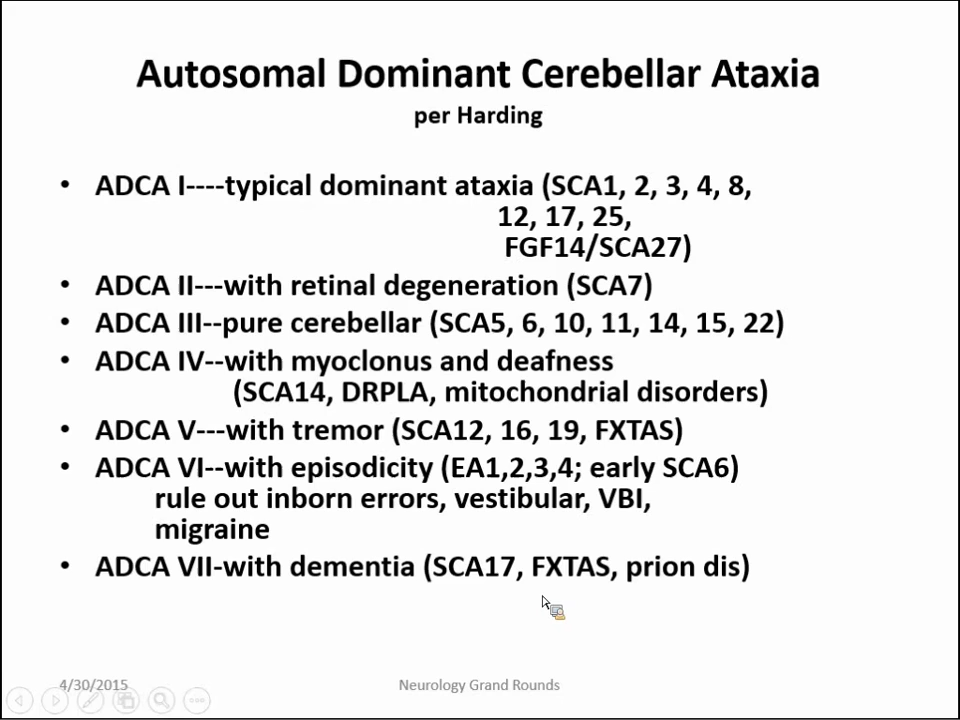 Autosomal Dominant Cerebellar Ataxia
per Harding
• ADCA I----typical dominant ataxia (SCA1, 2, 3, 4, 8,
12, 17, 25,
FGF14/SCA27)
• ADCA II---with retinal degeneration (SCA7)
• ADCA III--pure cerebellar (SCA5, 6, 10, 11, 14, 15, 22)
• ADCA IV--with myoclonus and deafness
(SCA14, DRPLA, mitochondrial disorders)
• ADCA V---with tremor (SCA12, 16, 19, FXTAS)
• ADCA VI--with episodicity (EA1,2,3,4; early SCA6)
rule out inborn errors, vestibular, VBI,
migraine
• ADCA VII-with dementia (SCA17, FXTAS, prion dis)
4/30/2015
Neurology Grand Rounds